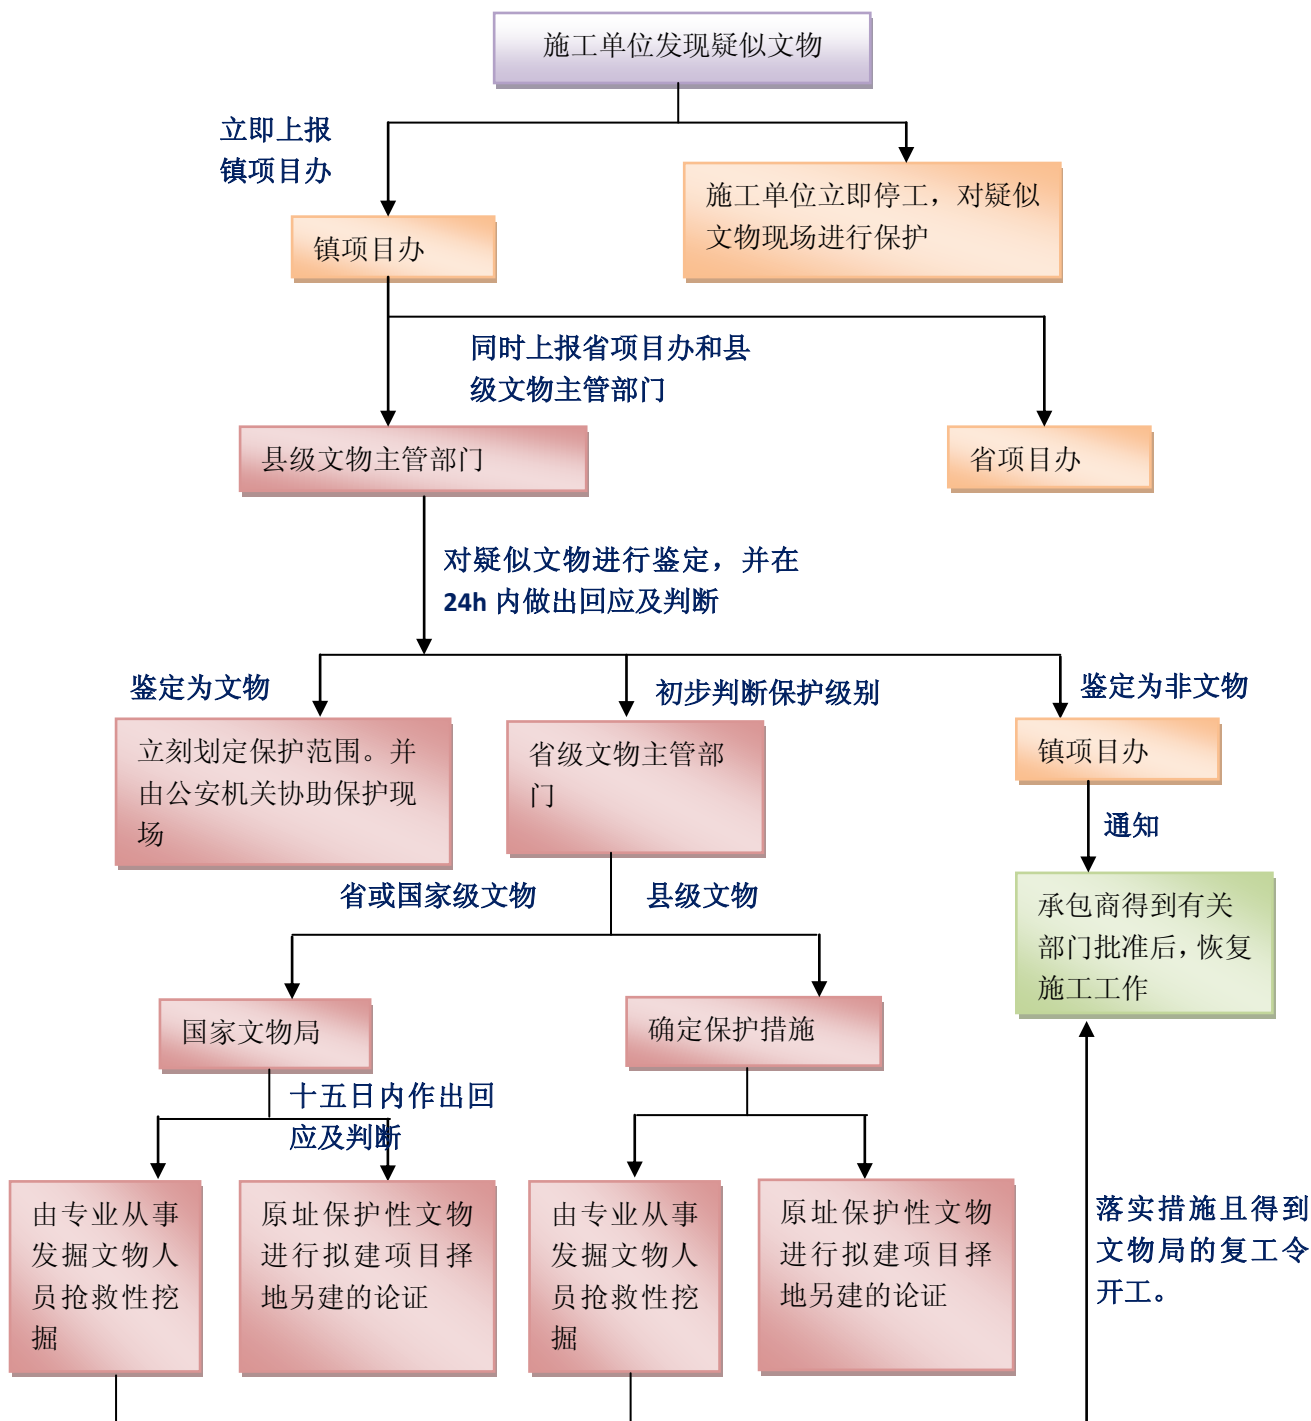 施工单位发现疑似文物
立即上报
镇项目办
施工单位立即停工，对疑似
文物现场进行保护
镇项目办
同时上报省项目办和县
级文物主管部门
县级文物主管部门
省项目办
对疑似文物进行鉴定，并在
24h 内做出回应及判断
鉴定为文物
初步判断保护级别
鉴定为非文物
立刻划定保护范围。并
由公安机关协助保护现
场
省级文物主管部
门
镇项目办
通知
省或国家级文物
县级文物
承包商得到有关
部门批准后，恢复
施工工作
国家文物局
确定保护措施
十五日内作出回
应及判断
由专业从事
发掘文物人
员抢救性挖
掘
原址保护性文物
进行拟建项目择
地另建的论证
由专业从事
发掘文物人
员抢救性挖
掘
原址保护性文物
进行拟建项目择
地另建的论证
落实措施且得到
文物局的复工令
开工。